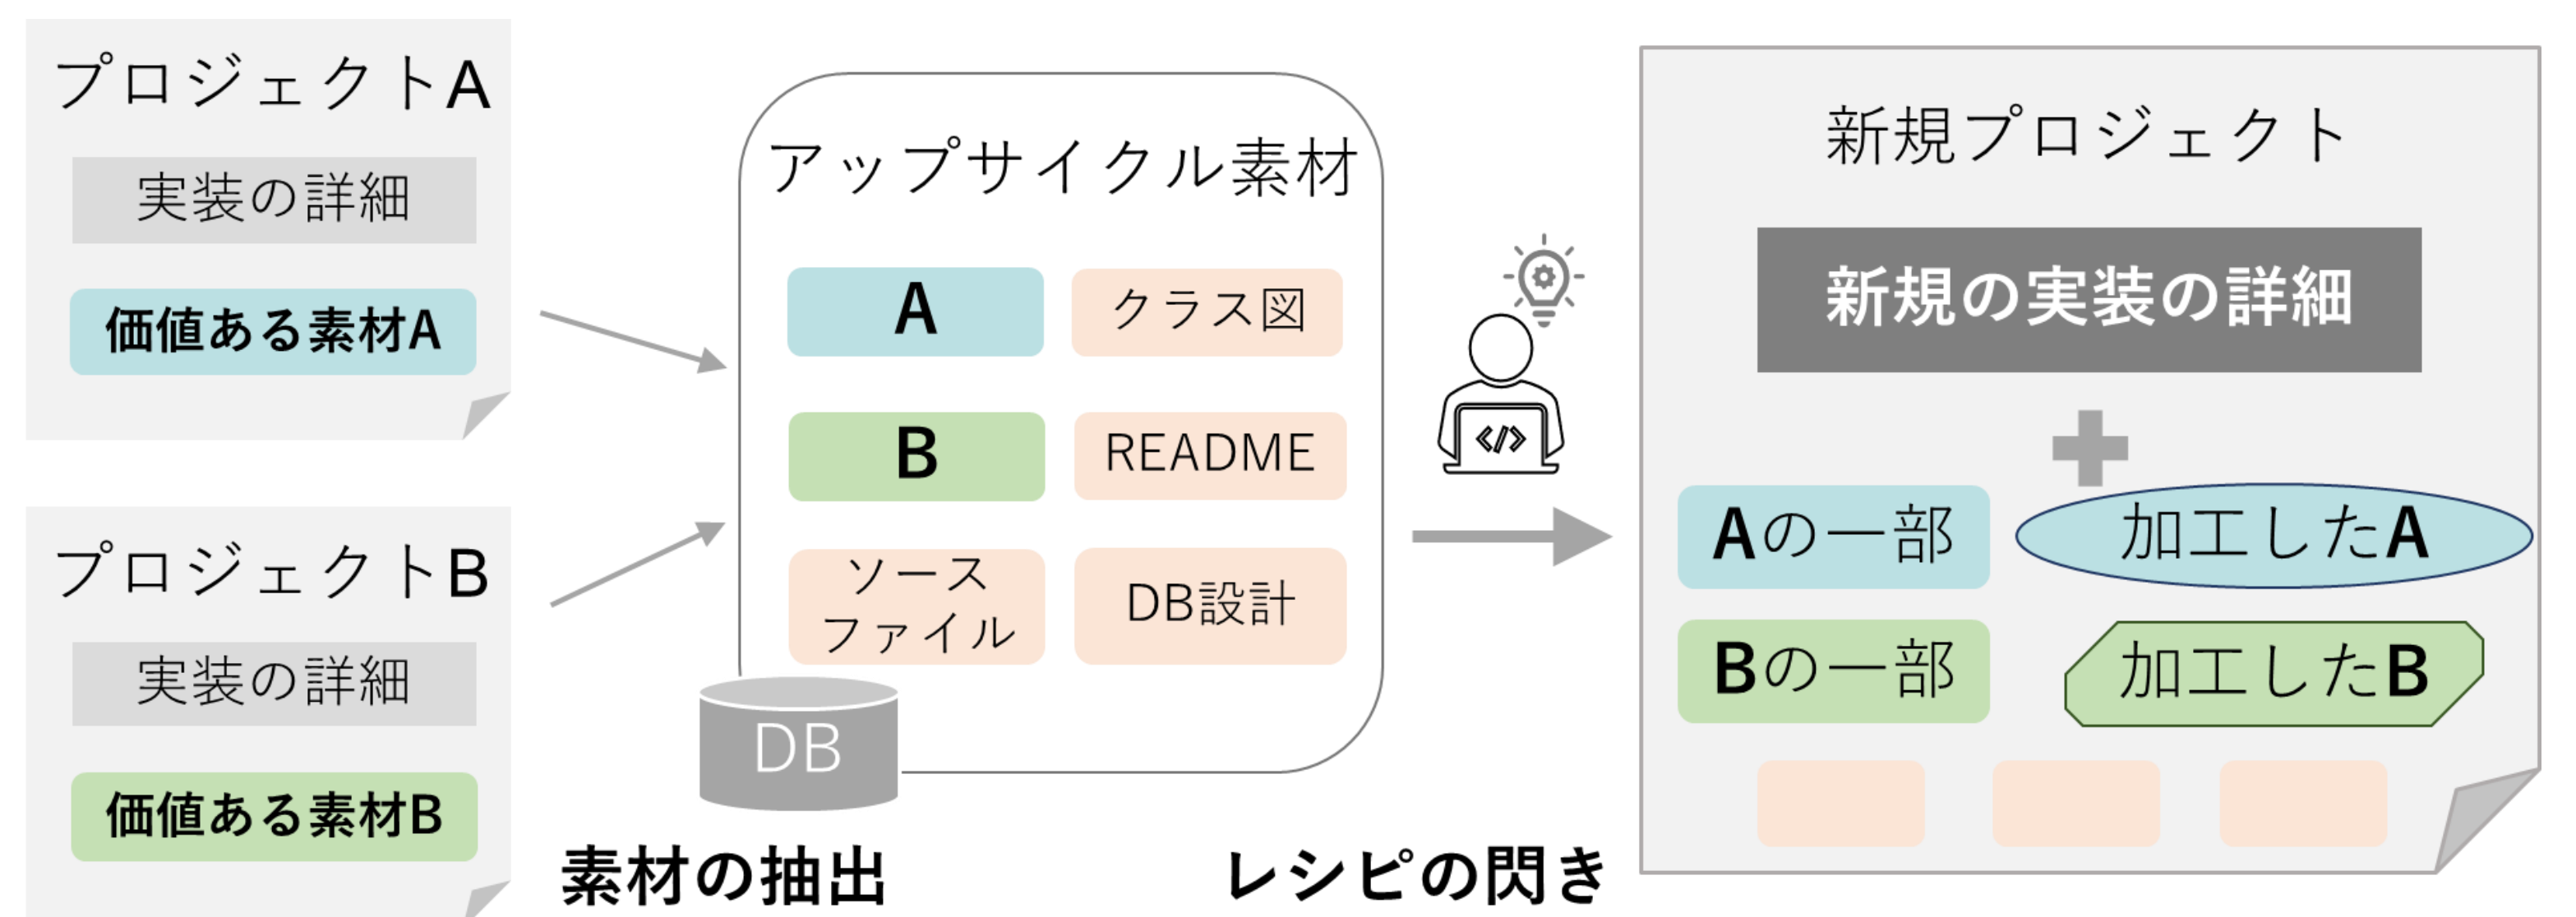 プロジェクトA
実装の詳細
価値ある素材A
プロジェクトB
実装の詳細
価値ある素材B
素材の抽出
アップサイクル素材
A
クラス図
B
README
ソース
ファイル
DB設計
DB
レシピの閃き
</>
新規プロジェクト
新規の実装の詳細
Aの一部
加工したA
Bの一部
加工したB